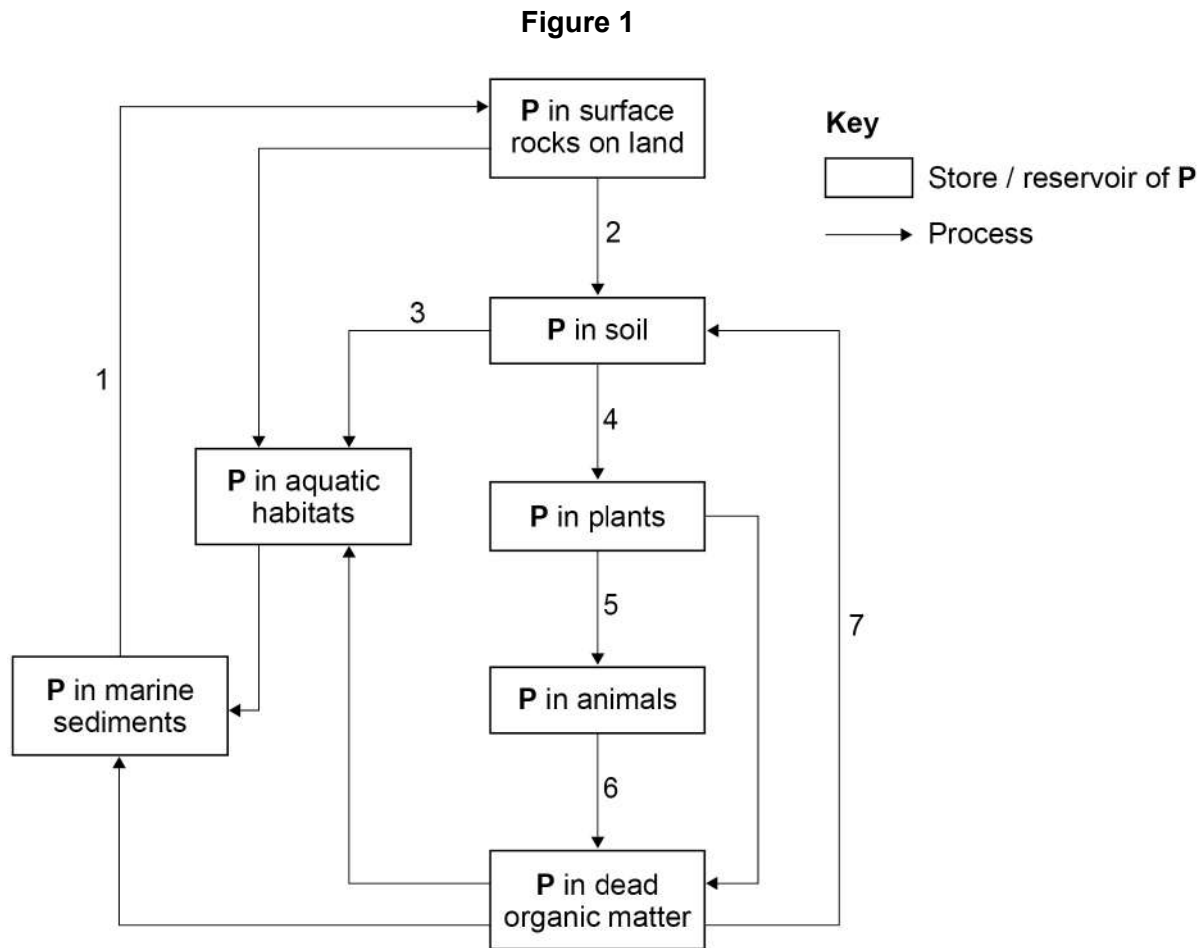 Figure 1
P in surface
rocks on land
Key
Store / reservoir of P
Process
2
P in soil
3
1
4
P in aquatic
habitats
P in plants
5
7
P in marine
sediments
P in animals
6
P in dead
organic matter